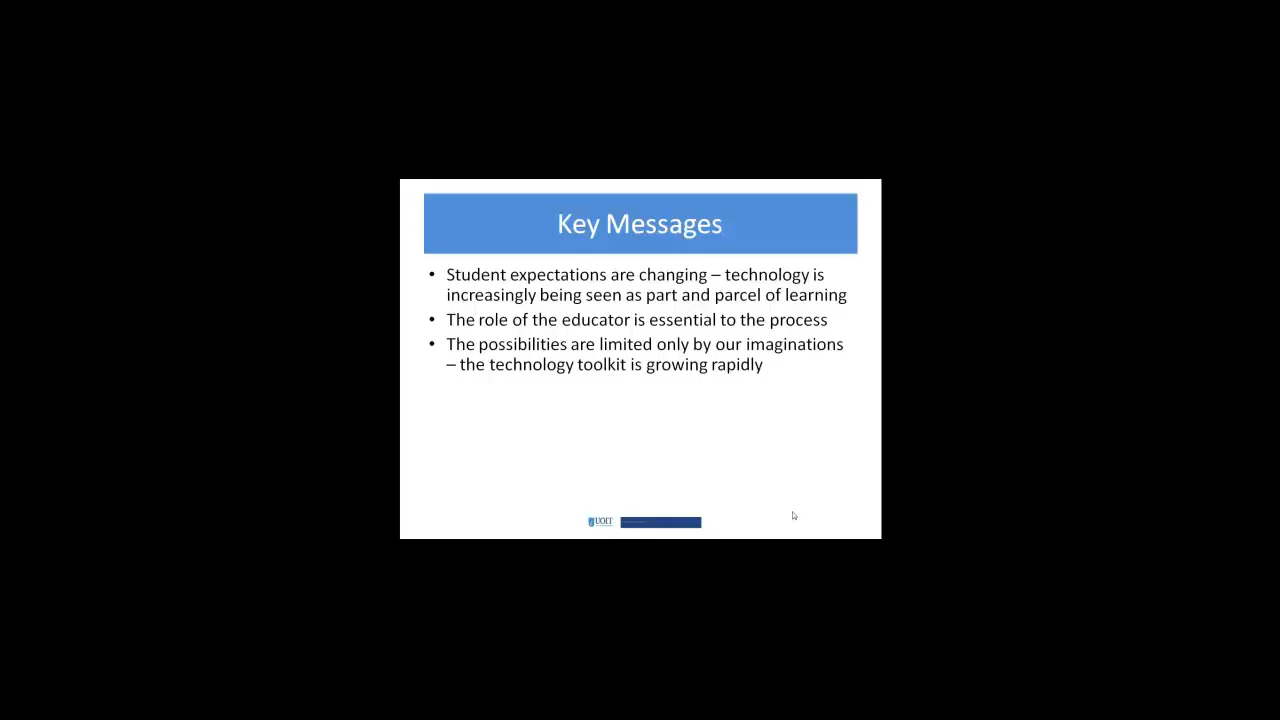 Key Messages
• Student expectations are changing – technology is
increasingly being seen as part and parcel of learning
• The role of the educator is essential to the process
• The possibilities are limited only by our imaginations
– the technology toolkit is growing rapidly
UOIT